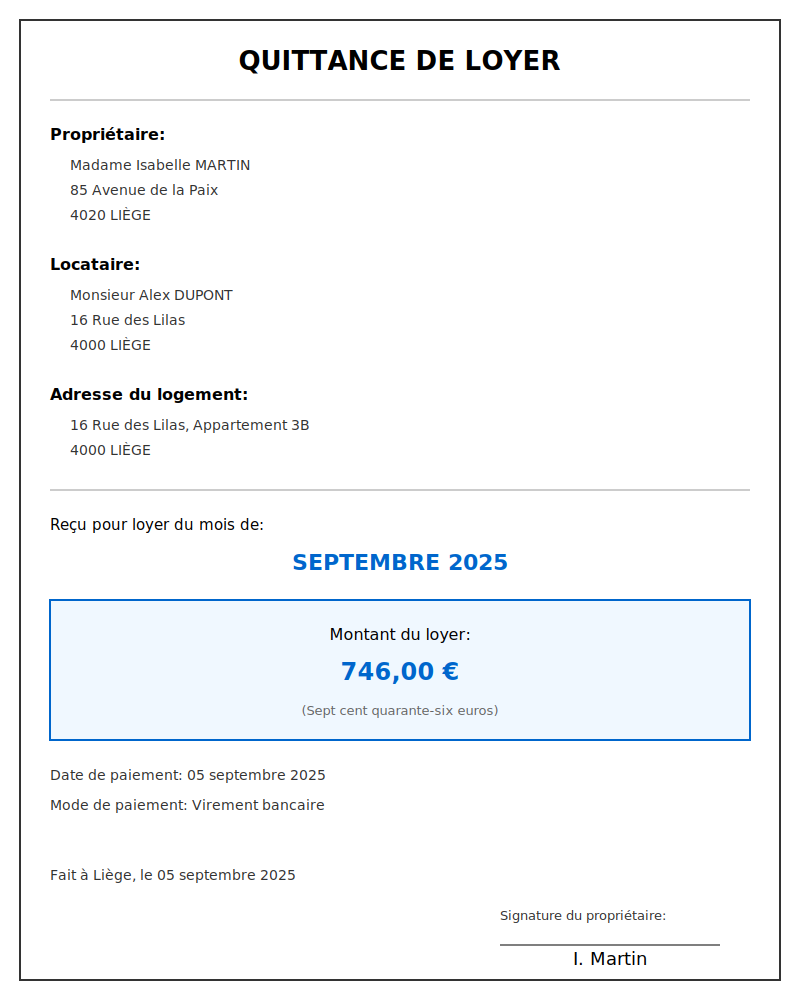 QUITTANCE DE LOYER
Propriétaire:
Madame Isabelle MARTIN
85 Avenue de la Paix
4020 LIÈGE
Locataire:
Monsieur Alex DUPONT
16 Rue des Lilas
4000 LIÈGE
Adresse du logement:
16 Rue des Lilas, Appartement 3B
4000 LIÈGE
Reçu pour loyer du mois de:
SEPTEMBRE 2025
Montant du loyer:
746,00 €
(Sept cent quarante-six euros)
Date de paiement: 05 septembre 2025
Mode de paiement: Virement bancaire
Fait à Liège, le 05 septembre 2025
Signature du propriétaire:
I. Martin